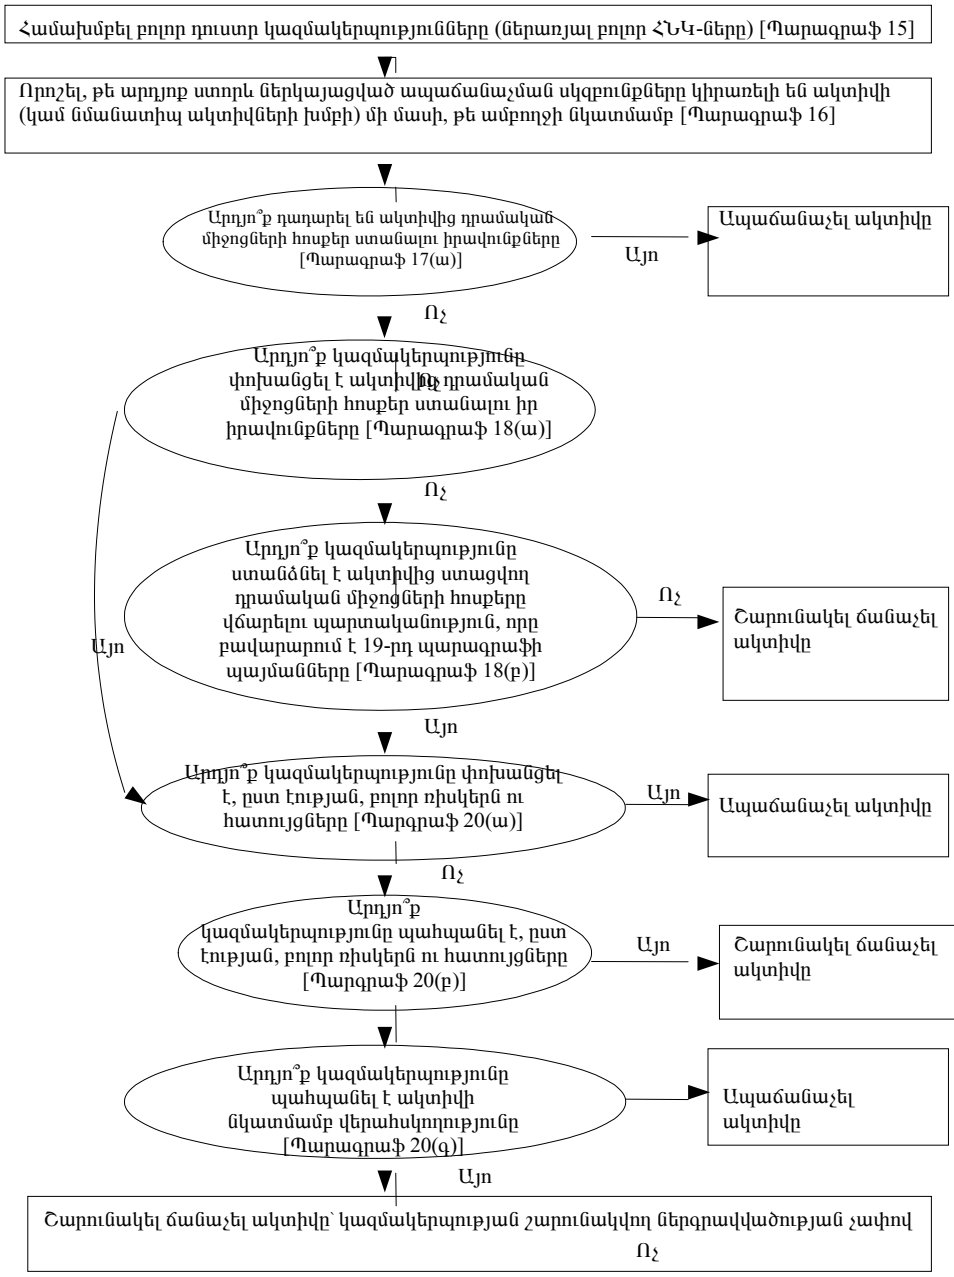 Համախմբել բոլոր դուստր կազմակերպությունները (ներառյալ բոլոր ՀՆԿ-ները) [Պարագրաֆ 15]
Որոշել, թե արդյոք ստորև ներկայացված ապաճանաչման սկզբունքները կիրառելի են ակտիվի
(կամ նմանատիպ ակտիվների խմբի) մի մասի, թե ամբողջի նկատմամբ [Պարագրաֆ 16]
Արդյո՞ք դադարել են ակտիվից դրամական
միջոցների հոսքեր ստանալու իրավունքները
[Պարագրաֆ 17(ա)]
Այո
Ապաճանաչել ակտիվը
Ոչ
Արդյո՞ք կազմակերպությունը
փոխանցել է ակտիվից դրամական
միջոցների հոսքեր ստանալու իր
իրավունքները [Պարագրաֆ 18(ա)]
Ոչ
Ոչ
Արդյո՞ք կազմակերպությունը
ստանձնել է ակտիվից ստացվող
դրամական միջոցների հոսքերը
վճարելու պարտականություն, որը
բավարարում է 19-րդ պարագրաֆի
պայմանները [Պարագրաֆ 18(բ)]
Ոչ
Շարունակել ճանաչել
ակտիվը
Այո
Այո
Արդյո՞ք կազմակերպությունը փոխանցել
է, ըստ էության, բոլոր ռիսկերն ու
հատույցները [Պարգրաֆ 20(ա)]
Այո
Ապաճանաչել ակտիվը
Ոչ
Արդյո՞ք
կազմակերպությունը պահպանել է, ըստ
էության, բոլոր ռիսկերն ու հատույցները
[Պարգրաֆ 20(բ)]
Այո
Շարունակել ճանաչել
ակտիվը
Արդյո՞ք կազմակերպությունը
պահպանել է ակտիվի
նկատմամբ վերահսկողությունը
[Պարագրաֆ 20(գ)]
Ապաճանաչել
ակտիվը
Այո
Շարունակել ճանաչել ակտիվը՝ կազմակերպության շարունակվող ներգրավվածության չափով
Ոչ